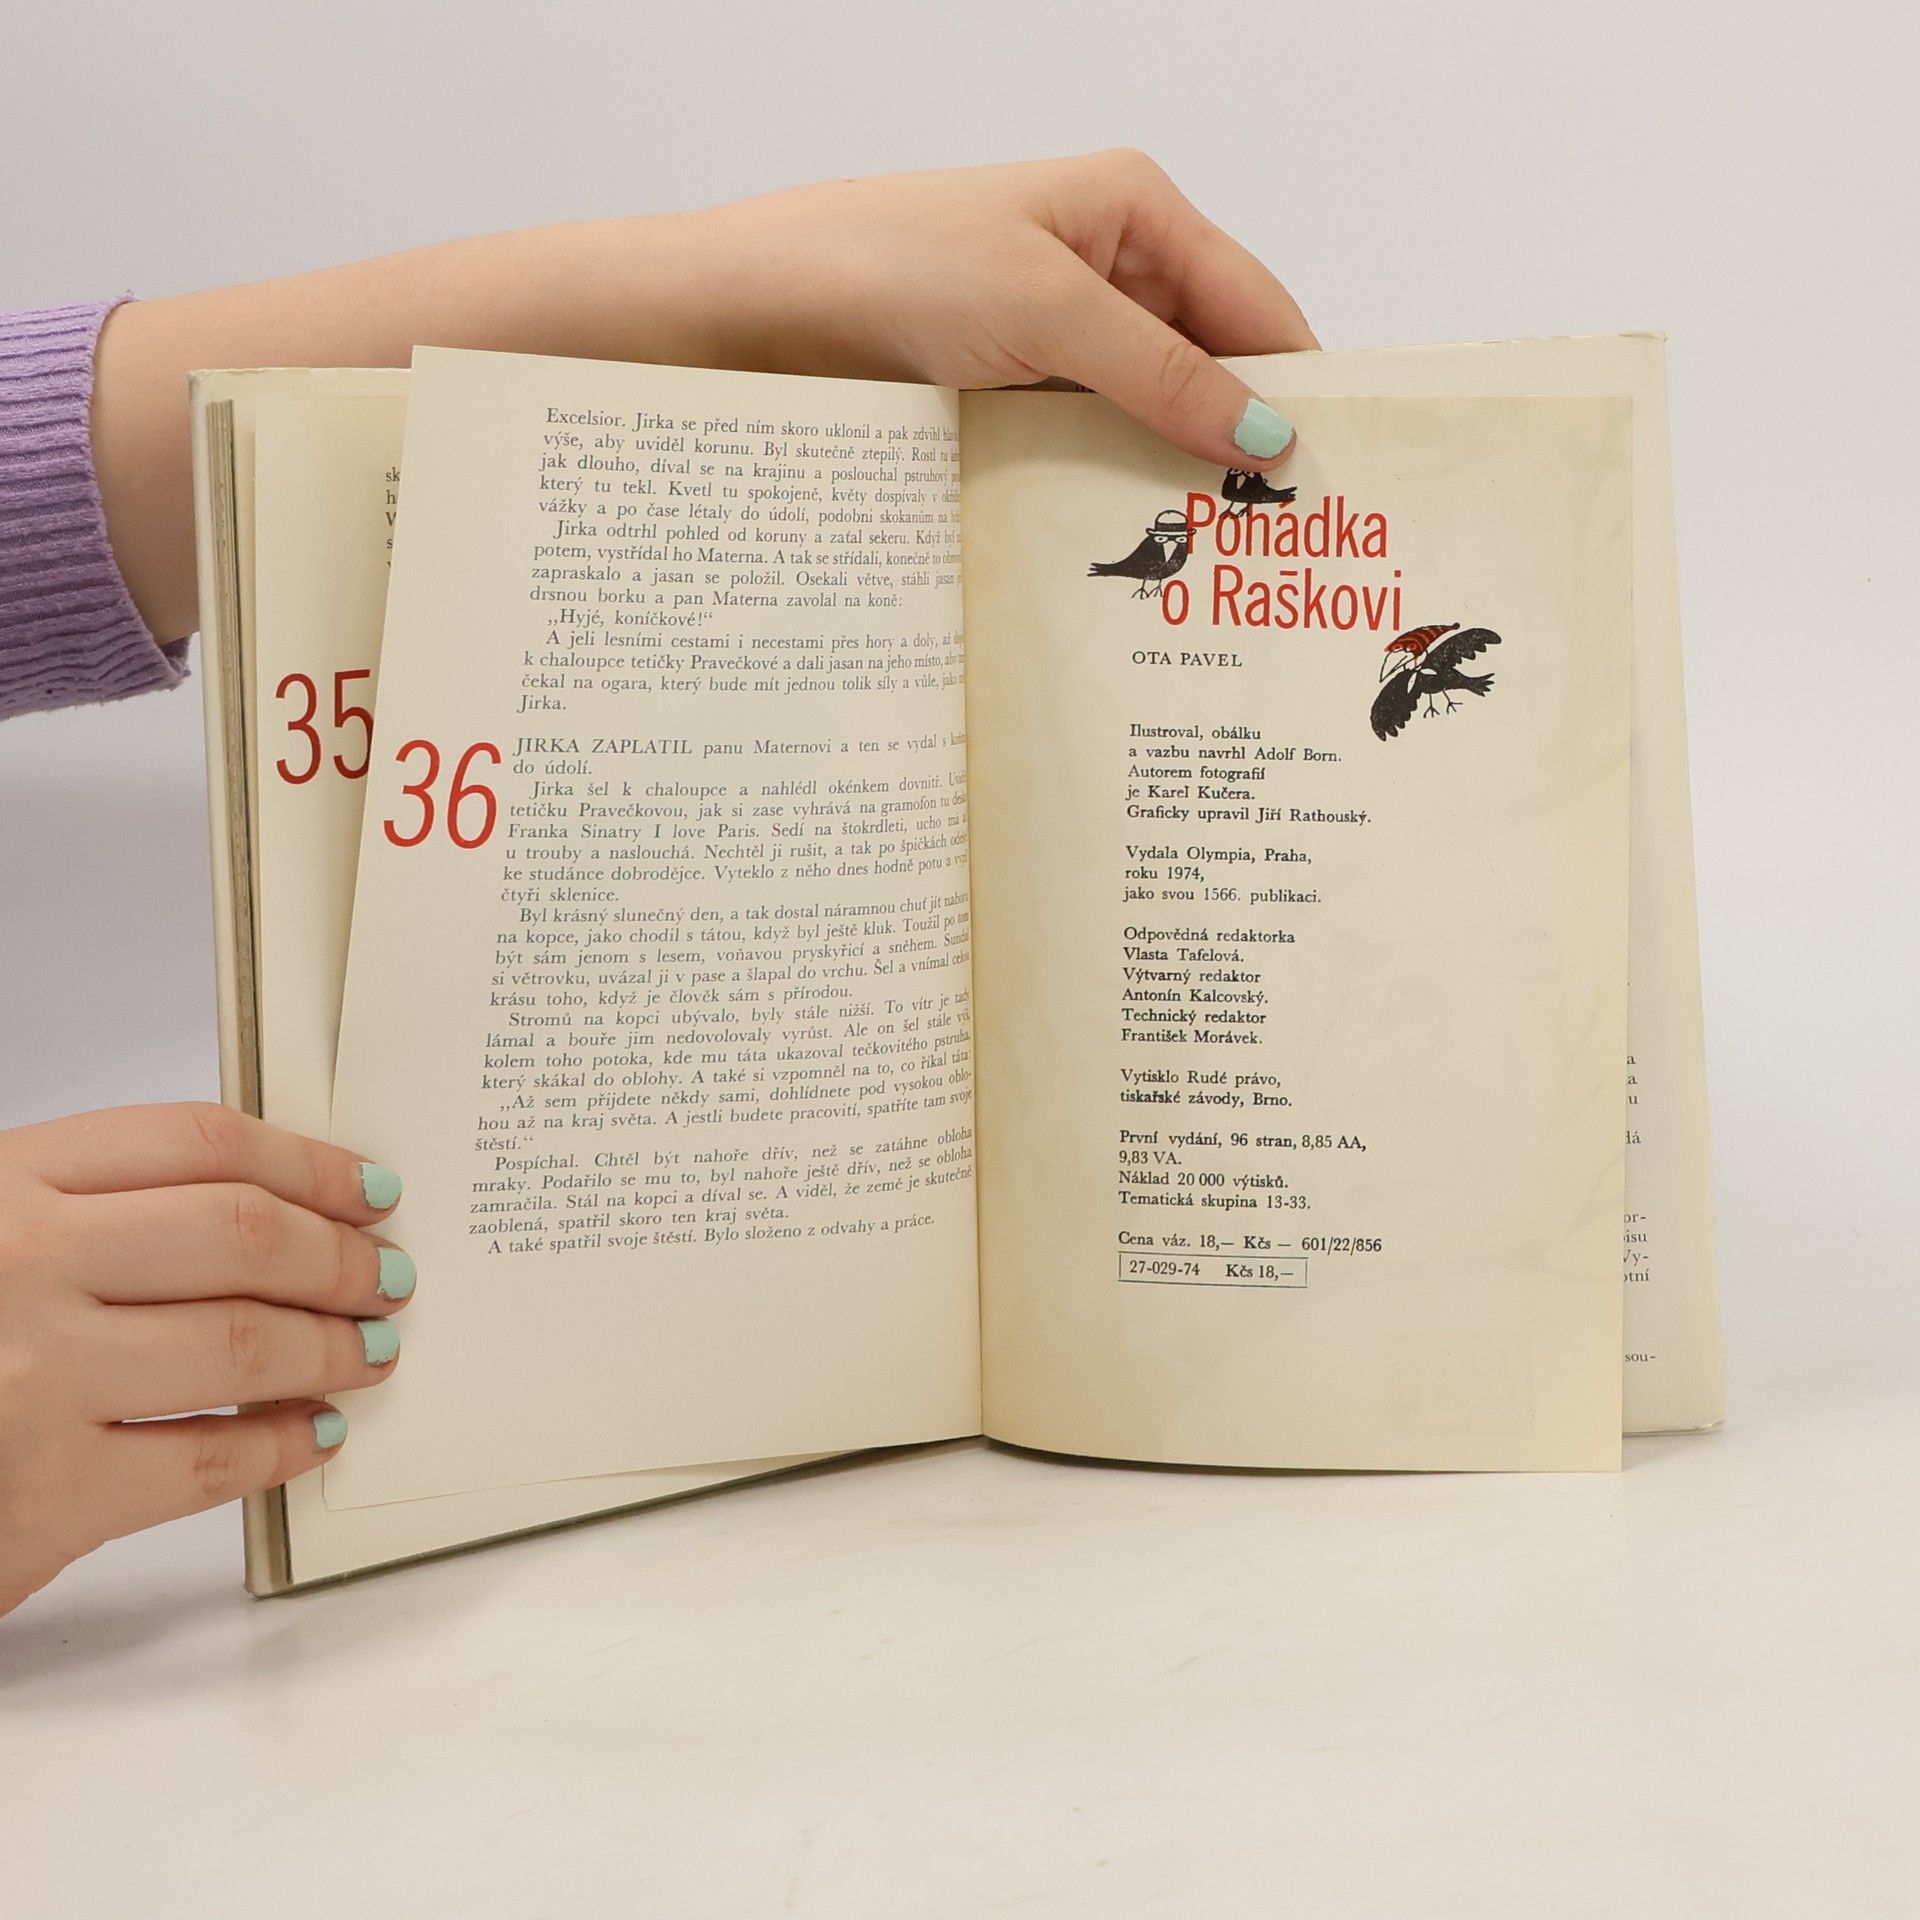 35
Excelsior. Jirka se před ním skoro uklonil a pak zdvihl
výše, aby uviděl korunu. Byl skutečně ztepilý. Rostl tu
jak dlouho, díval se na krajinu a poslouchal pstruhový
který tu tekl. Kvetl tu spokojeně, květy dospívaly v
vážky a po čase létaly do údolí, podobni skokanům na
Jirka odtrhl pohled od koruny a zaťal sekeru. Když byl
potem, vystřídal ho Materna. A tak se střídali, konečně to
zapraskalo a jasan se položil. Osekali větve, stáhli jasan
drsnou borku a pan Materna zavolal na koně:
„Hyjé, koníčkové!“
A jeli lesními cestami i necestami přes hory a doly, až
k chaloupce tetičky Pravečkové a dali jasan na jeho místo, aby
čekal na ogara, který bude mít jednou tolik síly a vůle, jako
Jirka.
36
JIRKA ZAPLATIL panu Maternovi a ten se vydal s
do údolí.
Jirka šel k chaloupce a nahlédl okénkem dovnitř.
tetičku Pravečkovou, jak si zase vyhrává na gramofon tu
Franka Sinatry I love Paris. Sedí na štokrdleti, ucho má
u trouby a naslouchá. Nechtěl ji rušit, a tak po špičkách
ke studánce dobrodějce. Vyteklo z něho dnes hodně potu a
čtyři sklenice.
Byl krásný slunečný den, a tak dostal náramnou chuť jít
na kopce, jako chodil s tátou, když byl ještě kluk. Toužil po tom
být sám jenom s lesem, voňavou pryskyřicí a sněhem.
si větrovku, uvázal ji v pase a šlapal do vrchu. Šel a vnímal celou
krásu toho, když je člověk sám s přírodou.
Stromů na kopci ubývalo, byly stále nižší. To vítr je tady
lámal a bouře jim nedovolovaly vyrůst. Ale on šel stále výš,
kolem toho potoka, kde mu táta ukazoval tečkovitého pstruha,
který skákal do oblohy. A také si vzpomněl na to, co říkal táta:
„Až sem přijdete někdy sami, dohlídnete pod vysokou oblo-
hou až na kraj světa. A jestli budete pracovití, spatříte tam svoje
štěstí.“
Pospíchal. Chtěl být nahoře dřív, než se zatáhne obloha
mraky. Podařilo se mu to, byl nahoře ještě dřív, než se obloha
zamračila. Stál na kopci a díval se. A viděl, že země je skutečně
zaoblená, spatřil skoro ten kraj světa.
A také spatřil svoje štěstí. Bylo složeno z odvahy a práce.
Pohádka
o Raškovi
OTA PAVEL
Ilustroval, obálku
a vazbu navrhl Adolf Born.
Autorem fotografií
je Karel Kučera.
Graficky upravil Jiří Rathouský.
Vydala Olympia, Praha,
roku 1974,
jako svou 1566. publikaci.
Odpovědná redaktorka
Vlasta Tafelová.
Výtvarný redaktor
Antonín Kalcovský.
Technický redaktor
František Morávek.
Vytisklo Rudé právo,
tiskařské závody, Brno.
První vydání, 96 stran, 8,85 AA,
9,83 VA.
Náklad 20 000 výtisků.
Tematická skupina 13-33.
Cena váz. 18,— Kčs — 601/22/856
27-029-74 Kčs 18,—